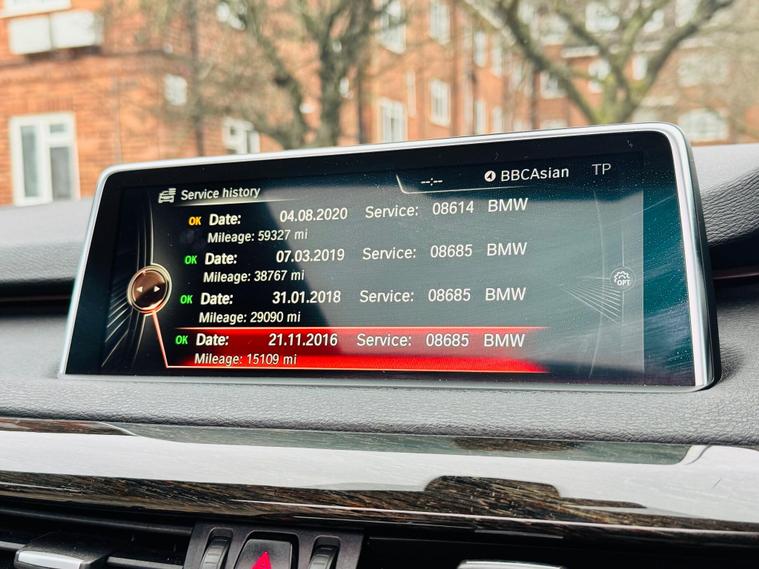 Service history
--:-- BBCAsian TP
OK Date: 04.08.2020 Service: 08614 BMW
Mileage: 59327 mi
OK Date: 07.03.2019 Service: 08685 BMW
Mileage: 38767 mi
OK Date: 31.01.2018 Service: 08685 BMW
Mileage: 29090 mi
OK Date: 21.11.2016 Service: 08685 BMW
Mileage: 15109 mi
OPT